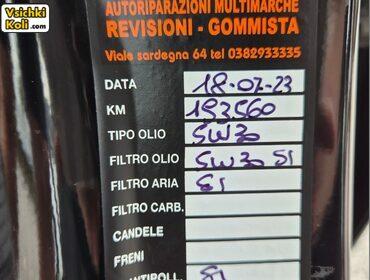 Vsichki
Koli.com
AUTORIPARAZIONI MULTIMARCHE
REVISIONI - GOMMISTA
Viale sardegna 64 tel 0382933335
DATA 18-07-23
KM 193560
TIPO OLIO 5W30
FILTRO OLIO 5W30 SI
FILTRO ARIA SI
FILTRO CARB.
CANDELE
FRENI
ANTIPOLL. SI